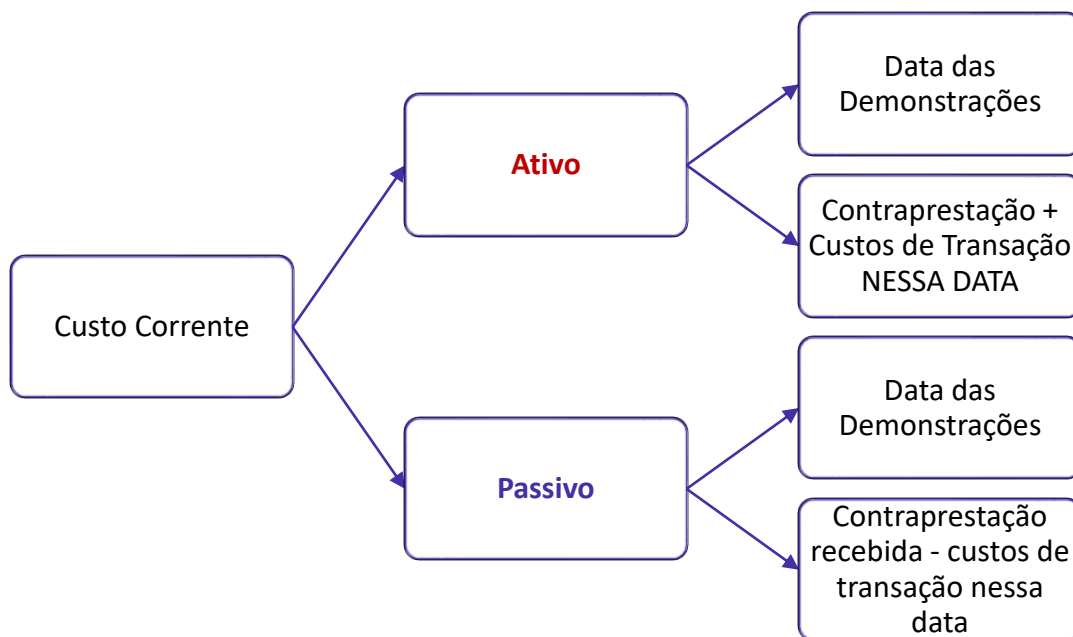 Custo Corrente
Ativo
Data das
Demonstrações
Contraprestação +
Custos de Transação
NESSA DATA
Passivo
Data das
Demonstrações
Contraprestação
recebida - custos de
transação nessa
data